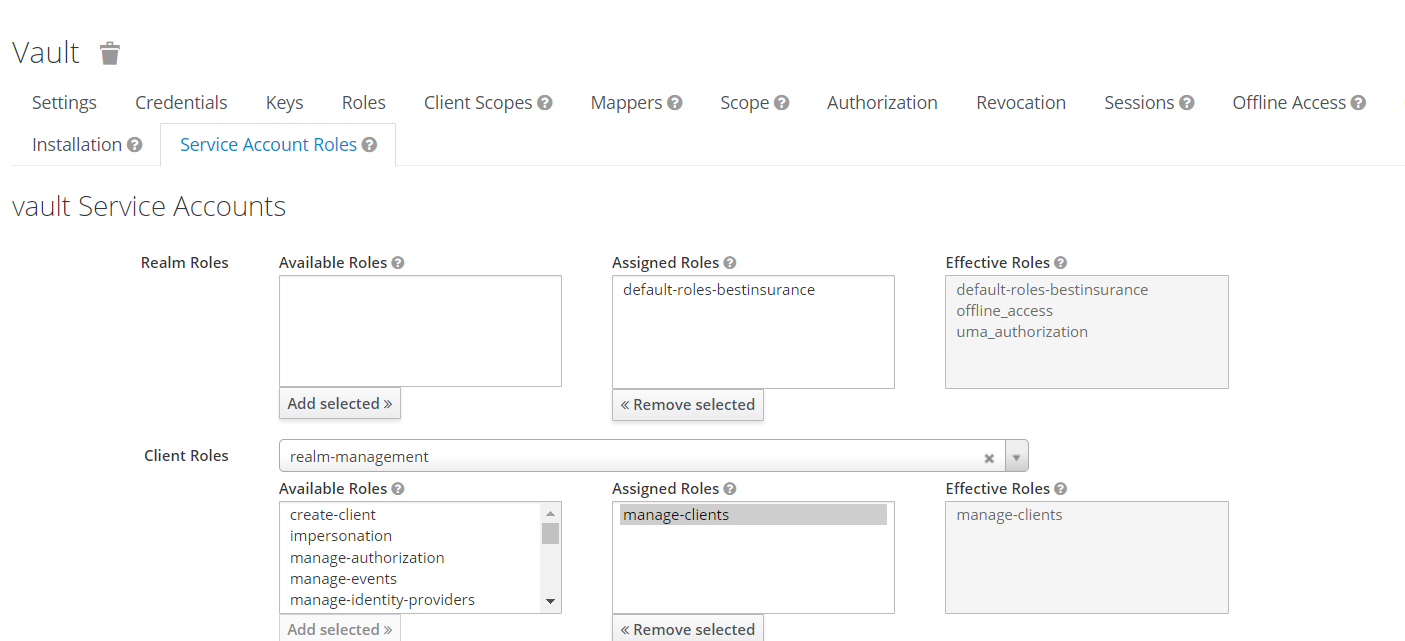 Vault
Settings Credentials Keys Roles Client Scopes Mappers Scope Authorization Revocation Sessions Offline Access
Installation Service Account Roles
vault Service Accounts
Realm Roles Available Roles Assigned Roles Effective Roles
default-roles-bestinsurance default-roles-bestinsurance
offline_access
uma_authorization
Add selected » « Remove selected
Client Roles realm-management
Available Roles Assigned Roles Effective Roles
create-client manage-clients manage-clients
impersonation
manage-authorization
manage-events
manage-identity-providers
Add selected » « Remove selected